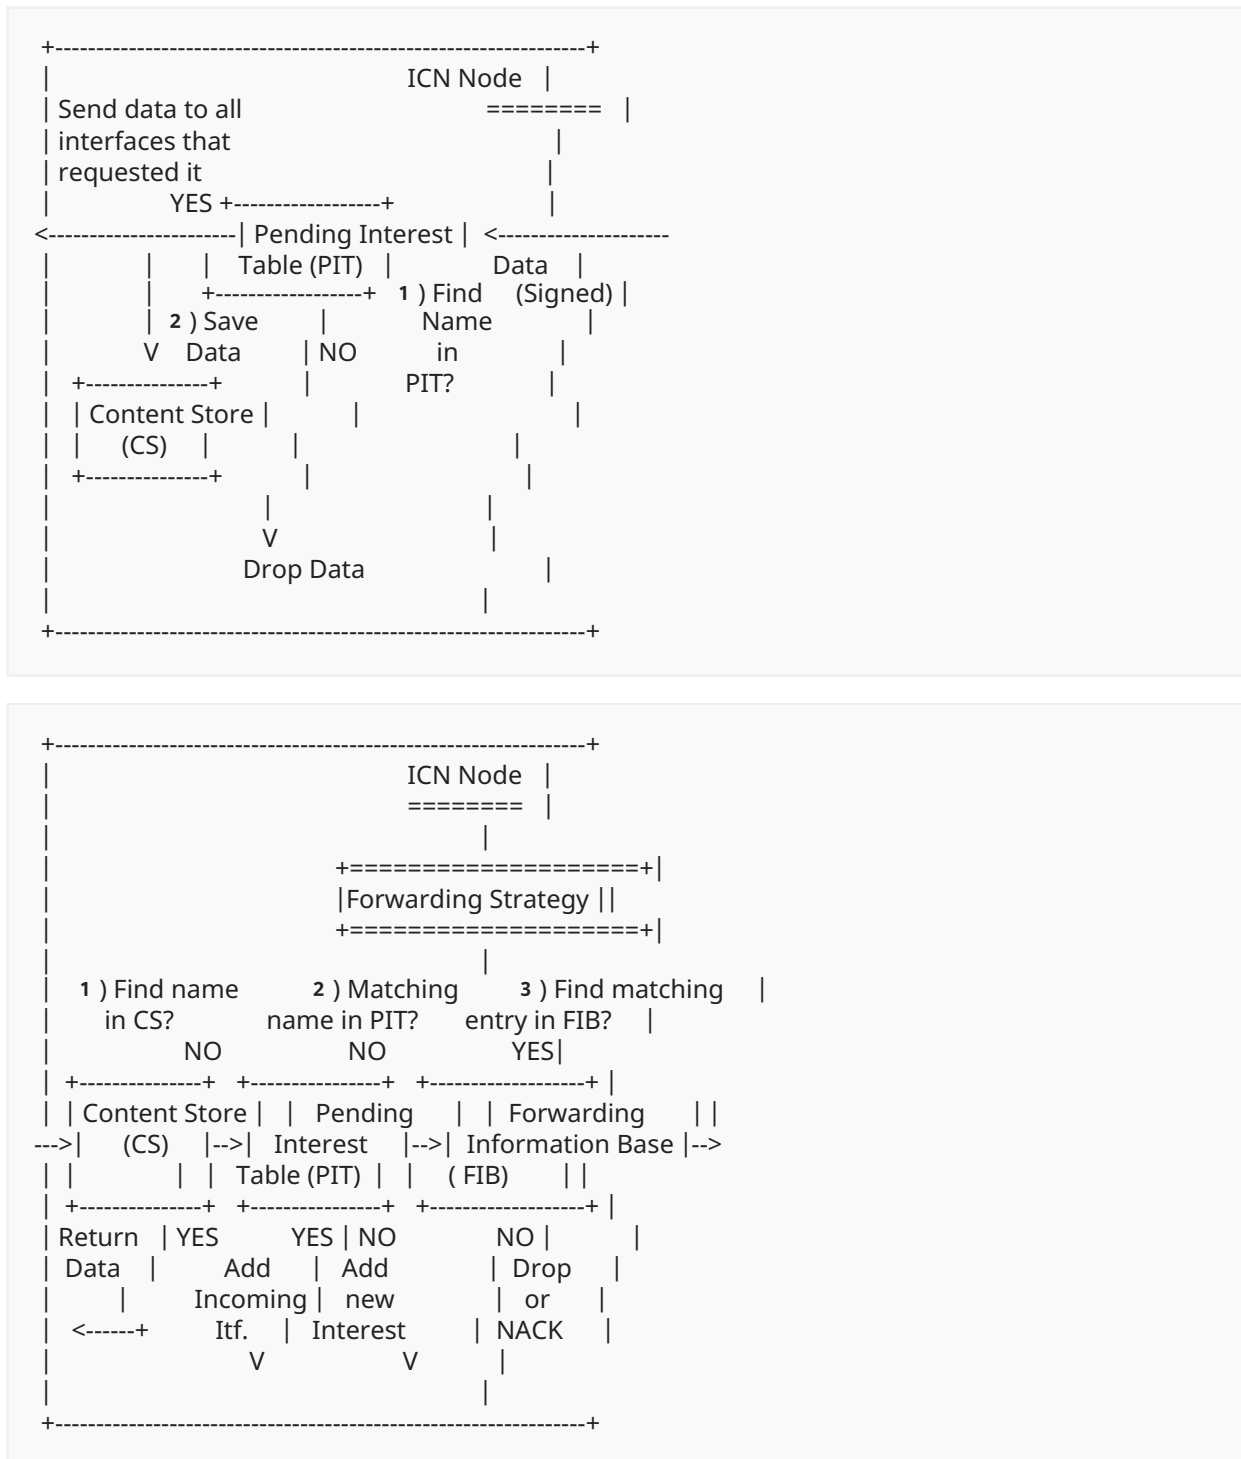 +-----------------------------------------------------------------+
| ICN Node |
| Send data to all ======== |
| interfaces that |
| requested it |
| YES +------------------+ |
<-----------------------| Pending Interest | <---------------------
| | | Table (PIT) | Data |
| | +------------------+ 1 ) Find (Signed) |
| | 2 ) Save | Name |
| V Data | NO in |
| +---------------+ | PIT? |
| | Content Store | | |
| | (CS) | | |
| +---------------+ | |
| | |
| V |
| Drop Data |
| |
+-----------------------------------------------------------------+
+-----------------------------------------------------------------+
| ICN Node |
| ======== |
| |
| +===================+|
| |Forwarding Strategy ||
| +===================+|
| |
| 1 ) Find name 2 ) Matching 3 ) Find matching |
| in CS? name in PIT? entry in FIB? |
| NO NO YES|
| +---------------+ +-----------------+ +-------------------+ |
| | Content Store | | Pending | | Forwarding | |
--->| (CS) |-->| Interest |-->| Information Base |-->
| | | | Table (PIT) | | ( FIB) | |
| +---------------+ +-----------------+ +-------------------+ |
| Return | YES YES | NO NO | |
| Data | Add | Add | Drop |
| | Incoming | new | or |
| <------+ Itf. | Interest | NACK |
| V V |
| |
+-----------------------------------------------------------------+